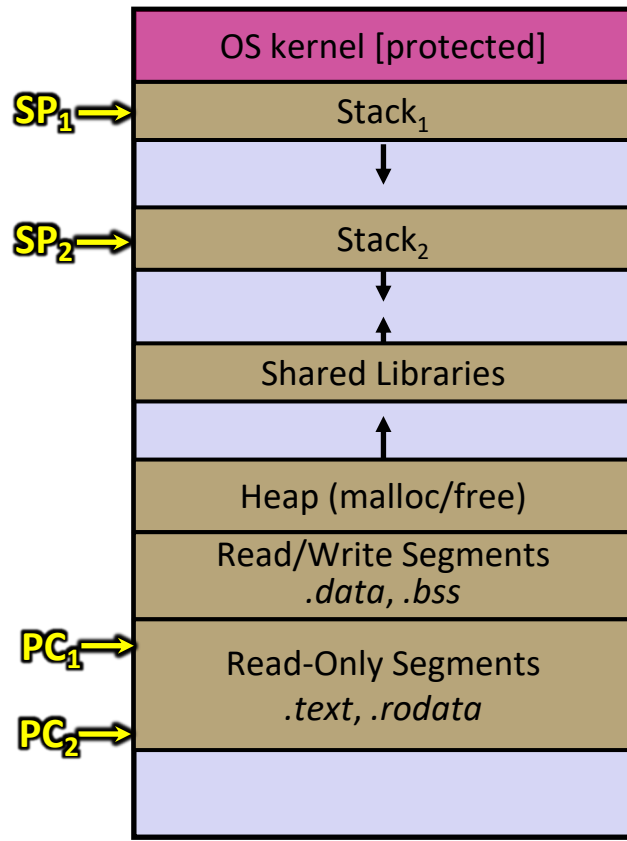 OS kernel [protected]
SP₁
Stack₁
SP₂
Stack₂
Shared Libraries
Heap (malloc/free)
Read/Write Segments
.data, .bss
PC₁
Read-Only Segments
.text, .rodata
PC₂